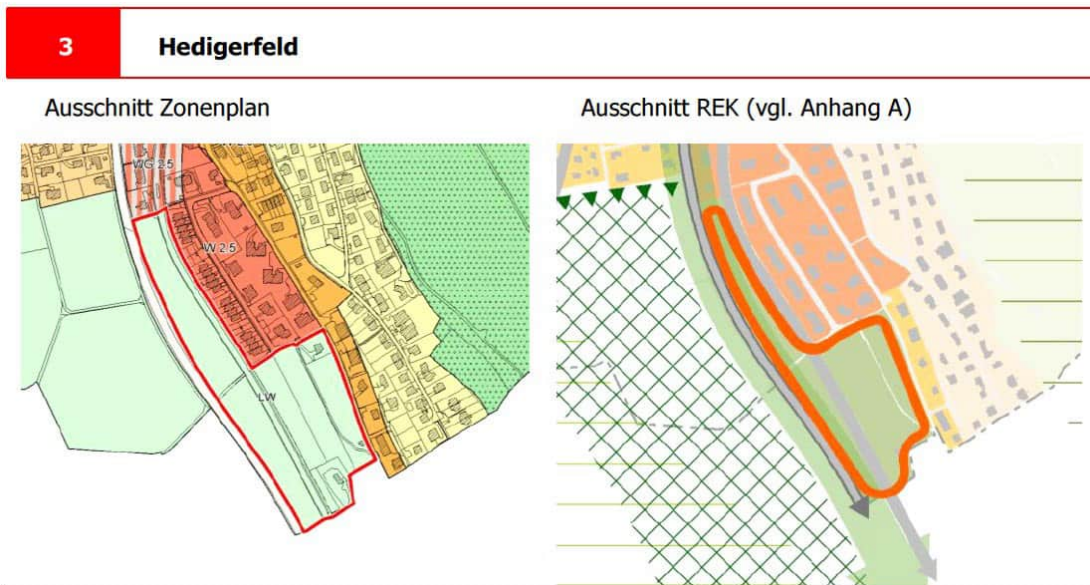 3 Hedigerfeld
Ausschnitt Zonenplan
Ausschnitt REK (vgl. Anhang A)
WG 2.5
W 2.5
LW